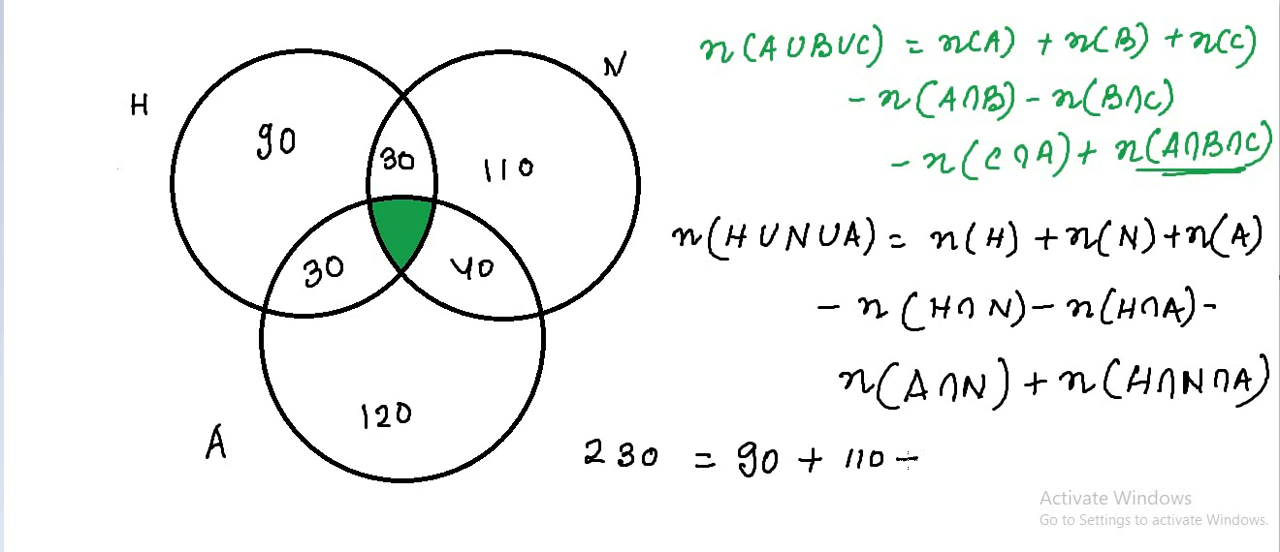 H
N
90
30
110
30
40
120
A
n(A∪B∪C) = n(A) + n(B) + n(C)
- n(A∩B) - n(B∩C)
- n(C∩A) + n(A∩B∩C)
n(H∪N∪A) = n(H) + n(N) + n(A)
- n(H∩N) - n(H∩A) -
n(A∩N) + n(H∩N∩A)
230 = 90 + 110 +
Activate Windows
Go to Settings to activate Windows.